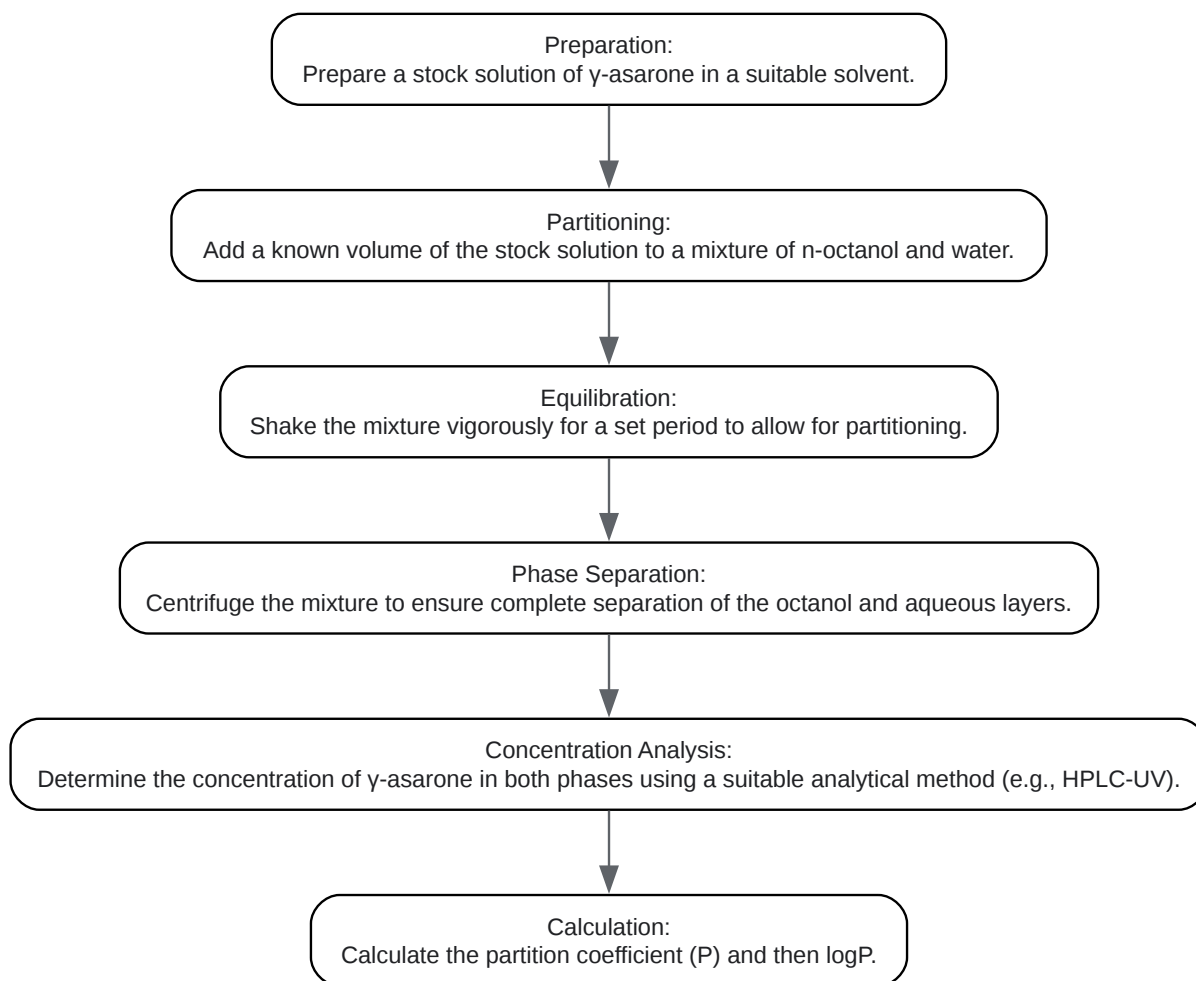 Preparation:
Prepare a stock solution of γ-asarone in a suitable solvent.
Partitioning:
Add a known volume of the stock solution to a mixture of n-octanol and water.
Equilibration:
Shake the mixture vigorously for a set period to allow for partitioning.
Phase Separation:
Centrifuge the mixture to ensure complete separation of the octanol and aqueous layers.
Concentration Analysis:
Determine the concentration of γ-asarone in both phases using a suitable analytical method (e.g., HPLC-UV).
Calculation:
Calculate the partition coefficient (P) and then logP.